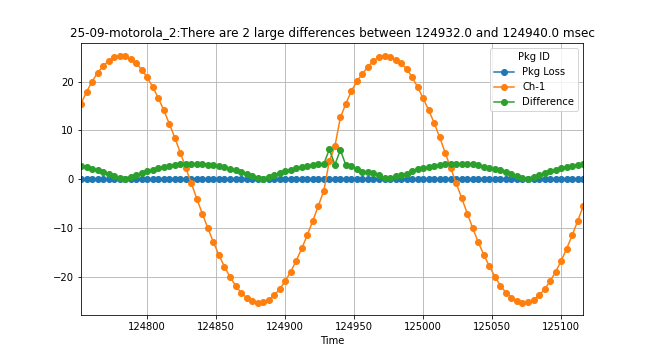 25-09-motorola_2:There are 2 large differences between 124932.0 and 124940.0 msec
Pkg ID
Pkg Loss
Ch-1
Difference
20
10
0
−10
−20
124800 124850 124900 124950 125000 125050 125100
Time